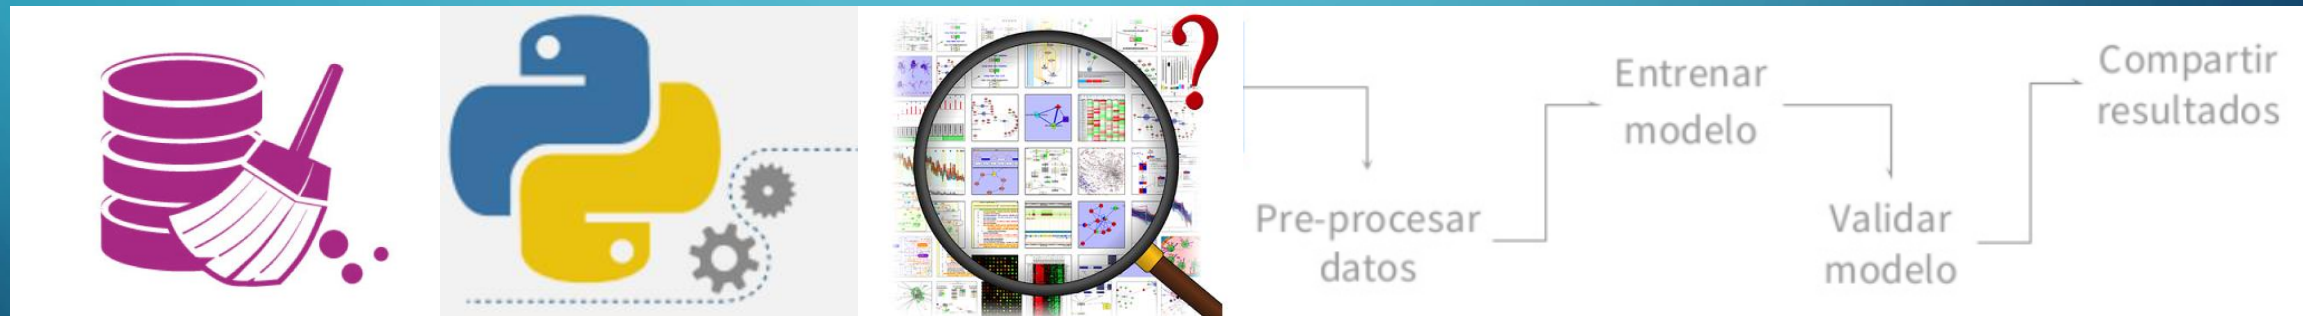 ?
Pre-procesar
datos
Entrenar
modelo
Validar
modelo
Compartir
resultados